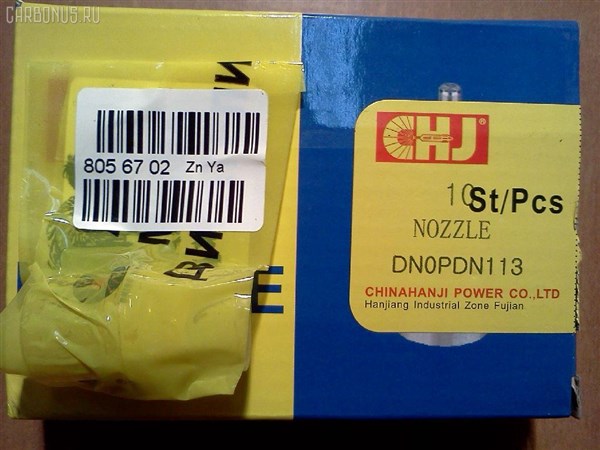 CARBONUS.RU
805 67 02 Zn Ya
E
HJ®
10 St/Pcs
NOZZLE
DN0PDN113
CHINAHANJI POWER CO.,LTD
Hanjiang Industrial Zone Fujian